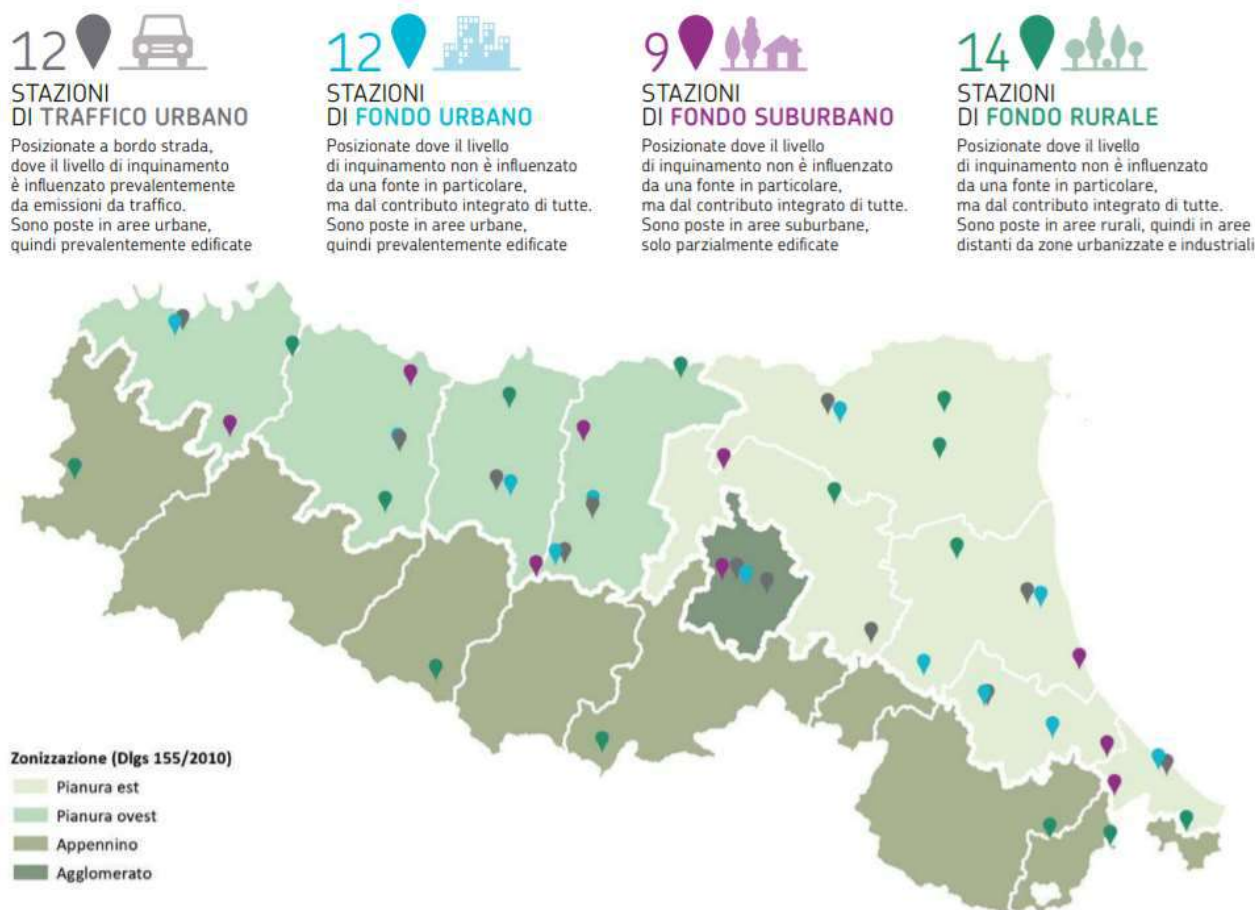 12
STAZIONI
DI TRAFFICO URBANO
Posizionate a bordo strada,
dove il livello di inquinamento
è influenzato prevalentemente
da emissioni da traffico.
Sono poste in aree urbane,
quindi prevalentemente edificate
12
STAZIONI
DI FONDO URBANO
Posizionate dove il livello
di inquinamento non è influenzato
da una fonte in particolare,
ma dal contributo integrato di tutte.
Sono poste in aree urbane,
quindi prevalentemente edificate
9
STAZIONI
DI FONDO SUBURBANO
Posizionate dove il livello
di inquinamento non è influenzato
da una fonte in particolare,
ma dal contributo integrato di tutte.
Sono poste in aree suburbane,
solo parzialmente edificate
14
STAZIONI
DI FONDO RURALE
Posizionate dove il livello
di inquinamento non è influenzato
da una fonte in particolare,
ma dal contributo integrato di tutte.
Sono poste in aree rurali, quindi in aree
distanti da zone urbanizzate e industriali
Zonizzazione (Dlgs 155/2010)
Pianura est
Pianura ovest
Appennino
Agglomerato